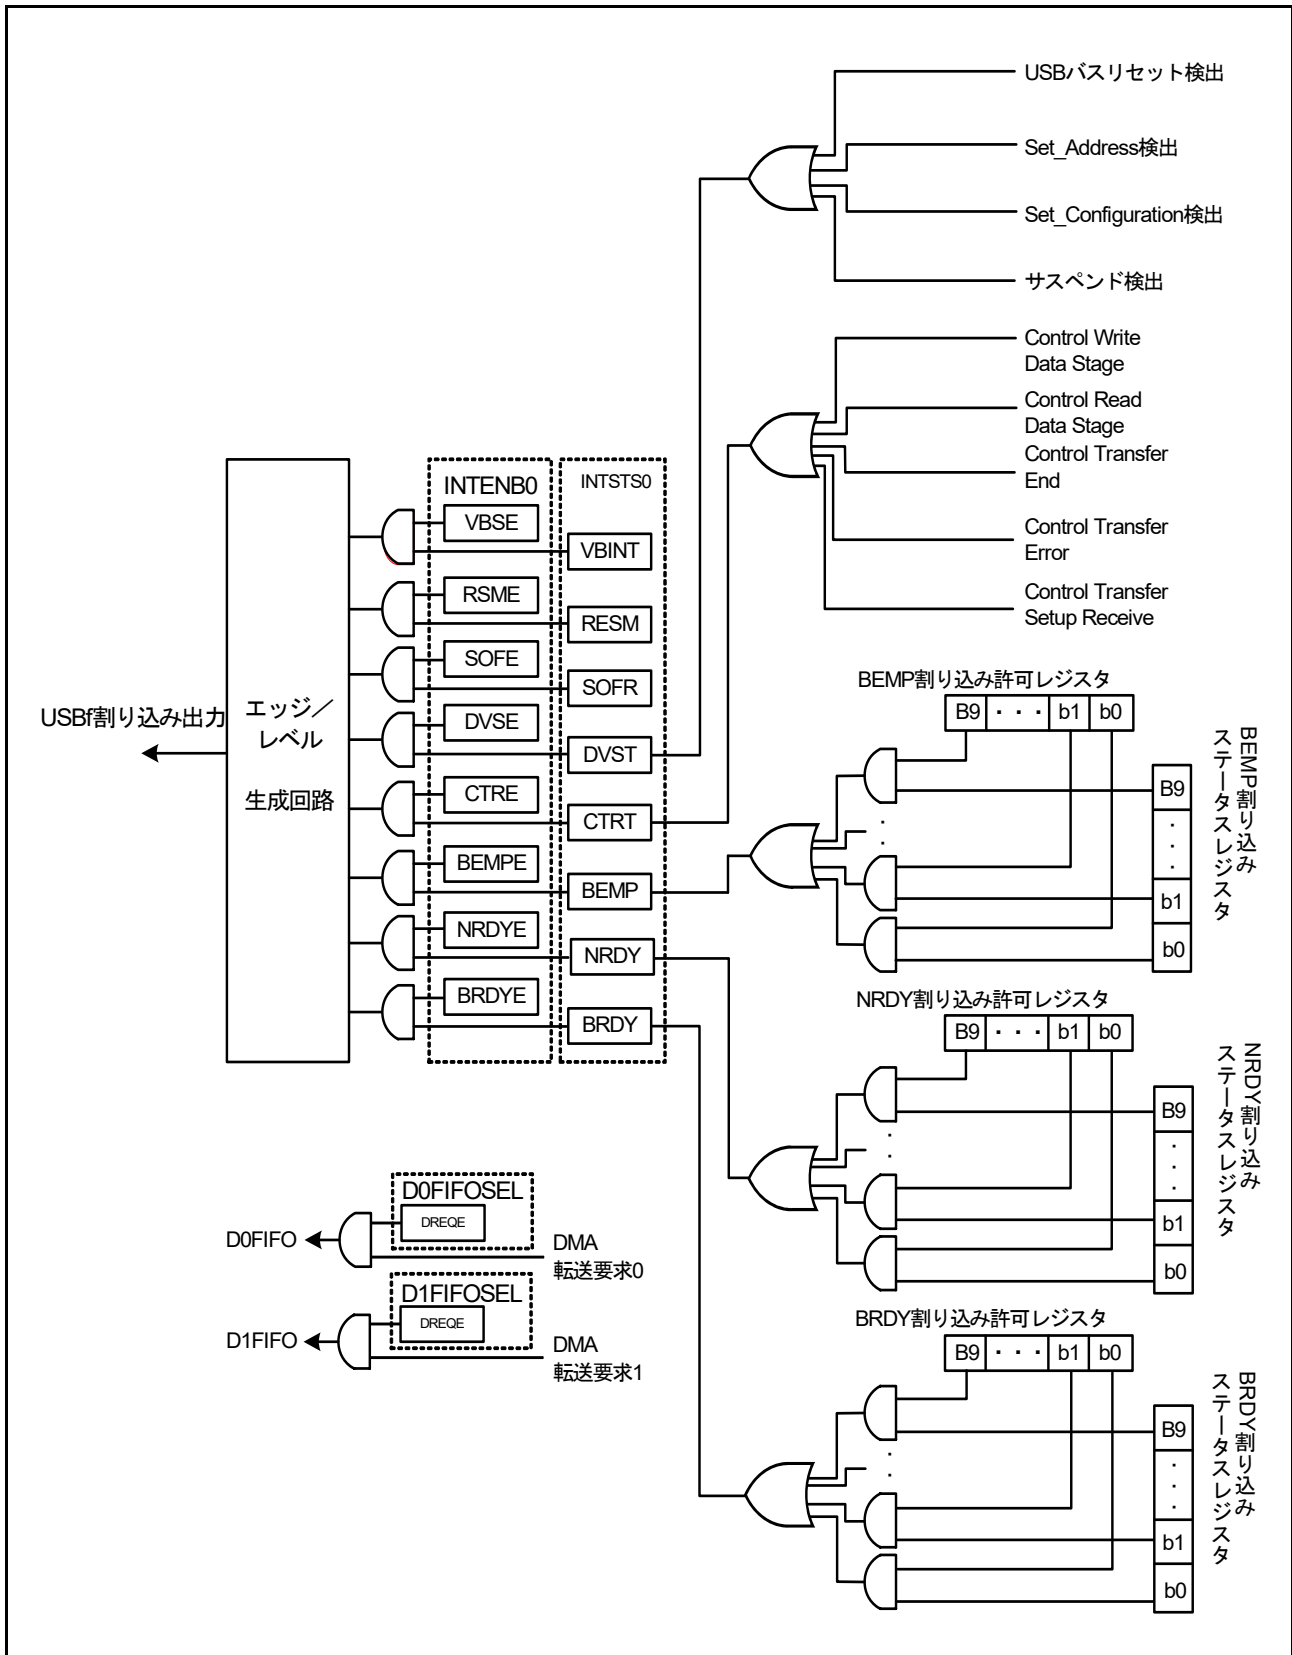 USBバスリセット検出
Set_Address検出
Set_Configuration検出
サスペンド検出
Control Write
Data Stage
Control Read
Data Stage
Control Transfer
End
Control Transfer
Error
Control Transfer
Setup Receive
INTENB0
INTSTS0
VBSE
VBINT
RSME
RESM
SOFE
SOFR
DVSE
DVST
CTRE
CTRT
BEMPE
BEMP
NRDYE
NRDY
BRDYE
BRDY
USBf割り込み出力
エッジ／
レベル
生成回路
BEMP割り込み許可レジスタ
B9 ・・・ b1 b0
BEMP割り込み
ステータスレジスタ
B9
・
・
・
b1
b0
NRDY割り込み許可レジスタ
B9 ・・・ b1 b0
NRDY割り込み
ステータスレジスタ
B9
・
・
・
b1
b0
BRDY割り込み許可レジスタ
B9 ・・・ b1 b0
BRDY割り込み
ステータスレジスタ
B9
・
・
・
b1
b0
D0FIFOSEL
DREQE
D0FIFO
DMA
転送要求0
D1FIFOSEL
DREQE
D1FIFO
DMA
転送要求1